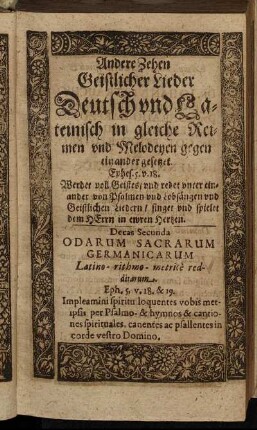 Andere Zehen
Geistlicher Lieder
Deutsch vnd La-
teinisch in gleiche Rei-
men vnd Melodeyen gegen
einander gesetzet.
Ephes. 5. v. 18.
Werdet voll Geistes, vnd redet vnter ein-
ander von Psalmen vnd Lobsängen vnd
Geistlichen Liedern / singet vnd spielet
dem HErrn in ewren Hertzen.
Decas Secunda
ODARUM SACRARUM
GERMANICARUM
Latino-rithmo-metricè red-
ditarum.
Eph. 5. v. 18. & 19.
Impleamini spiritu loquentes vobis met-
ipsis per Psalmo- & hymnos & cantio-
nes spirituales, canentes ac psallentes in
corde vestro Domino.